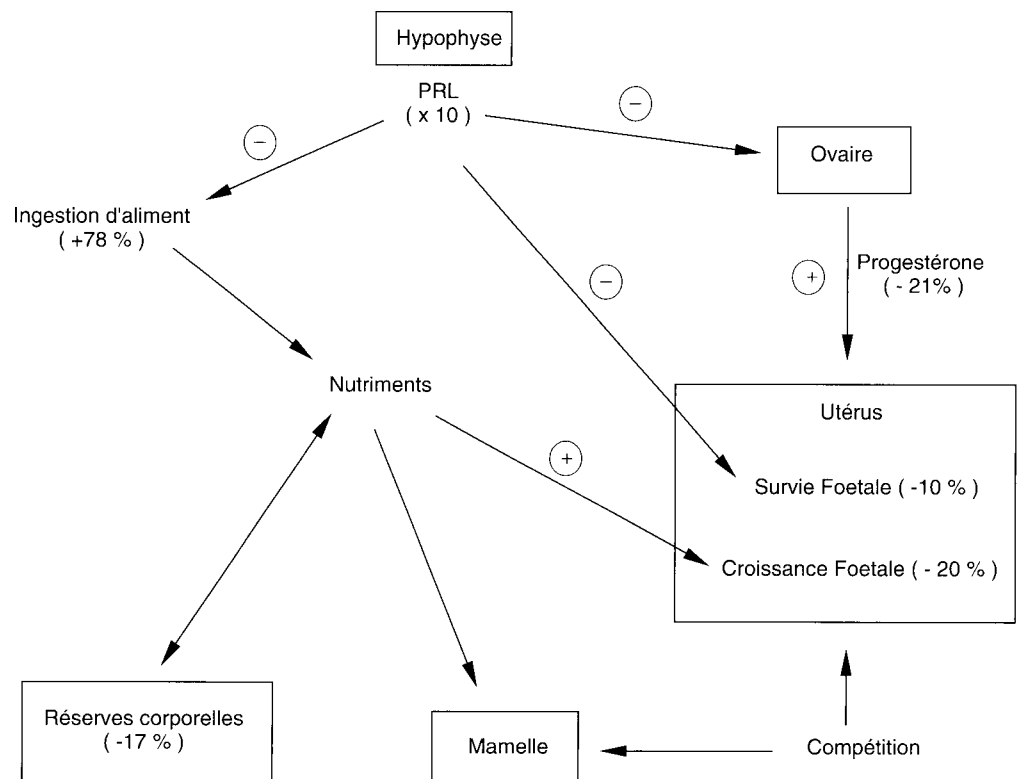 Hypophyse
PRL
( x 10 )
−
−
Ovaire
Ingestion d'aliment
( +78 % )
−
+
Progestérone
( - 21% )
Nutriments
Utérus
+
Survie Foetale ( -10 % )
Croissance Foetale ( - 20 % )
Réserves corporelles
( -17 % )
Mamelle
Compétition